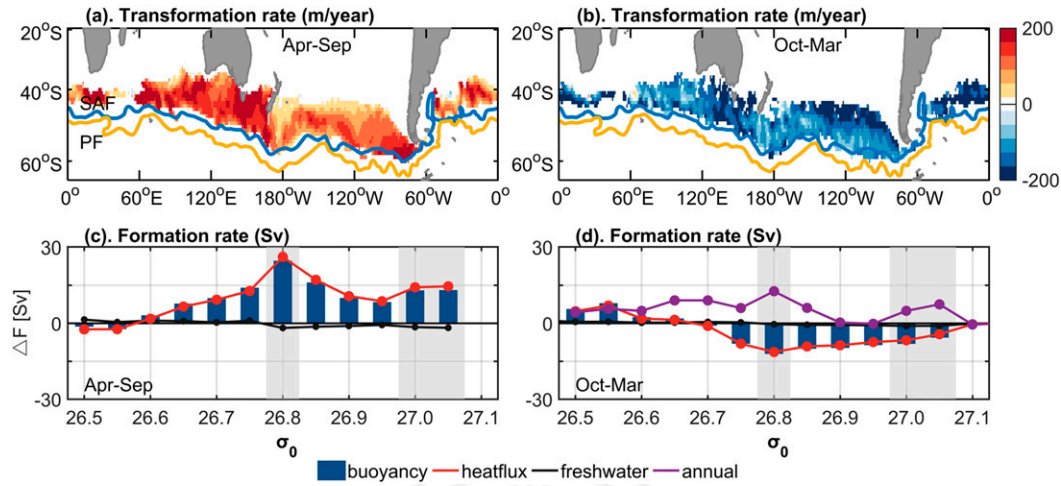 (a). Transformation rate (m/year) (b). Transformation rate (m/year)
20°S Apr-Sep 20°S Oct-Mar 200
100
40°S SAF 40°S 0
PF -100
60°S 60°S -200
0° 60°E 120°E 180°W 120°W 60°W 0° 0° 60°E 120°E 180°W 120°W 60°W 0°
(c). Formation rate (Sv) (d). Formation rate (Sv)
30 30
△F [Sv] 0 0
Apr-Sep Oct-Mar
-30 -30
26.5 26.6 26.7 26.8 26.9 27.0 27.1 26.5 26.6 26.7 26.8 26.9 27.0 27.1
σ0 σ0
buoyancy heatflux freshwater annual